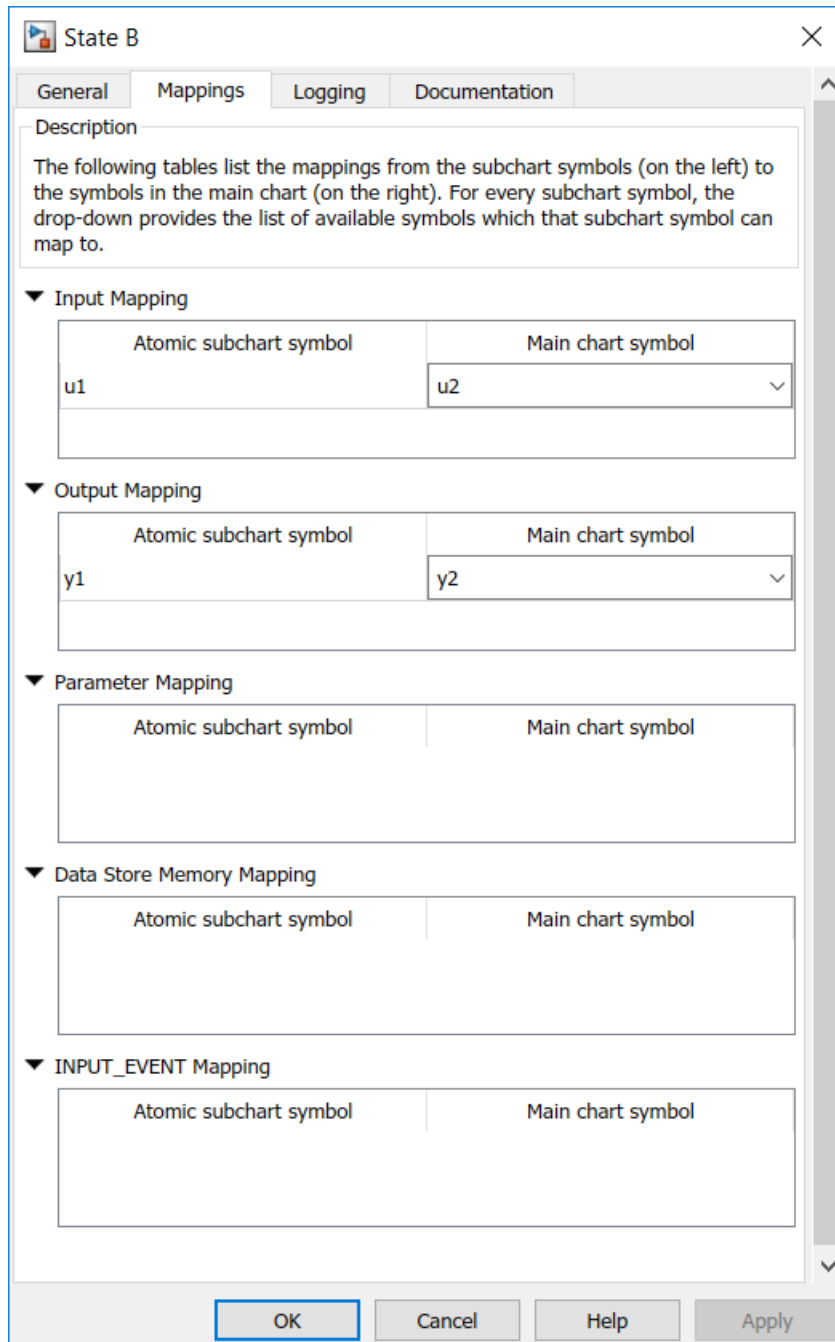 State B
General Mappings Logging Documentation
Description
The following tables list the mappings from the subchart symbols (on the left) to
the symbols in the main chart (on the right). For every subchart symbol, the
drop-down provides the list of available symbols which that subchart symbol can
map to.
Input Mapping
Atomic subchart symbol Main chart symbol
u1 u2
Output Mapping
Atomic subchart symbol Main chart symbol
y1 y2
Parameter Mapping
Atomic subchart symbol Main chart symbol
Data Store Memory Mapping
Atomic subchart symbol Main chart symbol
INPUT_EVENT Mapping
Atomic subchart symbol Main chart symbol
OK Cancel Help Apply